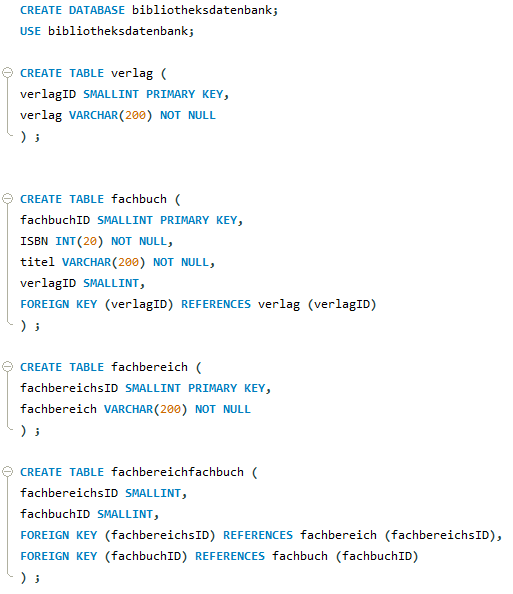 CREATE DATABASE bibliotheksdatenbank;
USE bibliotheksdatenbank;
CREATE TABLE verlag (
verlagID SMALLINT PRIMARY KEY,
verlag VARCHAR(200) NOT NULL
) ;
CREATE TABLE fachbuch (
fachbuchID SMALLINT PRIMARY KEY,
ISBN INT(20) NOT NULL,
titel VARCHAR(200) NOT NULL,
verlagID SMALLINT,
FOREIGN KEY (verlagID) REFERENCES verlag (verlagID)
) ;
CREATE TABLE fachbereich (
fachbereichsID SMALLINT PRIMARY KEY,
fachbereich VARCHAR(200) NOT NULL
) ;
CREATE TABLE fachbereichfachbuch (
fachbereichsID SMALLINT,
fachbuchID SMALLINT,
FOREIGN KEY (fachbereichsID) REFERENCES fachbereich (fachbereichsID),
FOREIGN KEY (fachbuchID) REFERENCES fachbuch (fachbuchID)
) ;